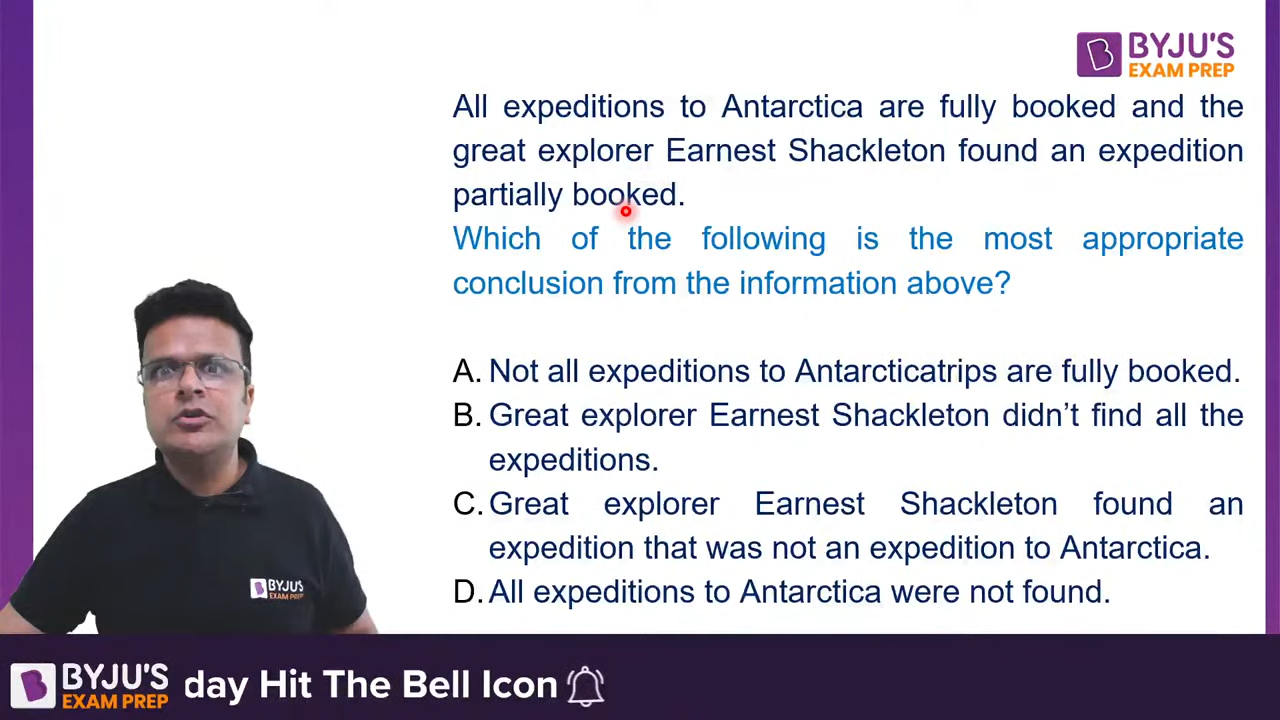 BYJU'S
EXAM PREP
All expeditions to Antarctica are fully booked and the
great explorer Earnest Shackleton found an expedition
partially booked.
Which of the following is the most appropriate
conclusion from the information above?
A. Not all expeditions to Antarcticatrips are fully booked.
B. Great explorer Earnest Shackleton didn't find all the
expeditions.
C. Great explorer Earnest Shackleton found an
expedition that was not an expedition to Antarctica.
D. All expeditions to Antarctica were not found.
BYJU'S
EXAM PREP
BYJU'S
EXAM PREP
day Hit The Bell Icon